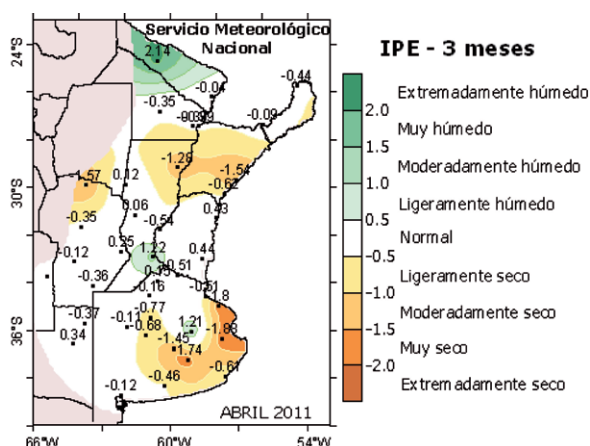 Servicio Meteorológico
Nacional
24°S
30°S
36°S
66°W
60°W
54°W
2.14
-0.04
-0.44
-0.35
-0.09
-1.28
-1.54
-0.62
-1.57
0.12
0.06
0.43
-0.35
-0.54
-0.12
0.25
1.22
0.44
-0.36
0.16
-0.51
-0.77
-0.37
-0.11
-0.68
1.21
-1.88
0.34
-1.45
-1.74
-0.46
-0.61
-0.12
ABRIL 2011
IPE - 3 meses
Extremadamente húmedo
2.0
Muy húmedo
1.5
Moderadamente húmedo
1.0
Ligeramente húmedo
0.5
Normal
-0.5
Ligeramente seco
-1.0
Moderadamente seco
-1.5
Muy seco
-2.0
Extremadamente seco